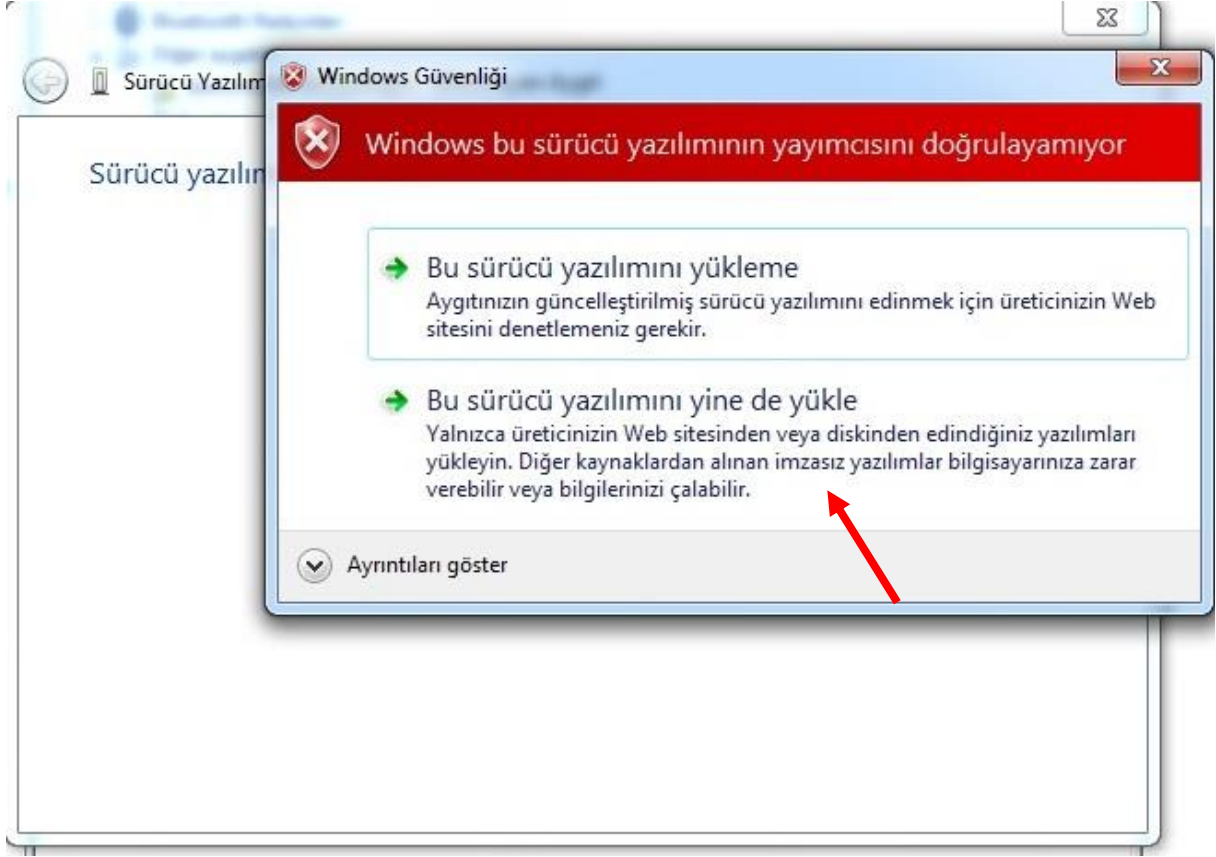 Sürücü Yazılım
Windows Güvenliği
Windows bu sürücü yazılımının yayımcısını doğrulayamıyor
Sürücü
Bu sürücü yazılımını yükleme
Aygıtınızın güncelleştirilmiş sürücü yazılımını edinmek için üreticinizin Web
sitesini denetlemeniz gerekir.
Bu sürücü yazılımını yine de yükle
Yalnızca üreticinizin Web sitesinden veya diskinden edindiğiniz yazılımları
yükleyin. Diğer kaynaklardan alınan imzasız yazılımlar bilgisayarınıza zarar
verebilir veya bilgilerinizi çalabilir.
Ayrıntıları göster